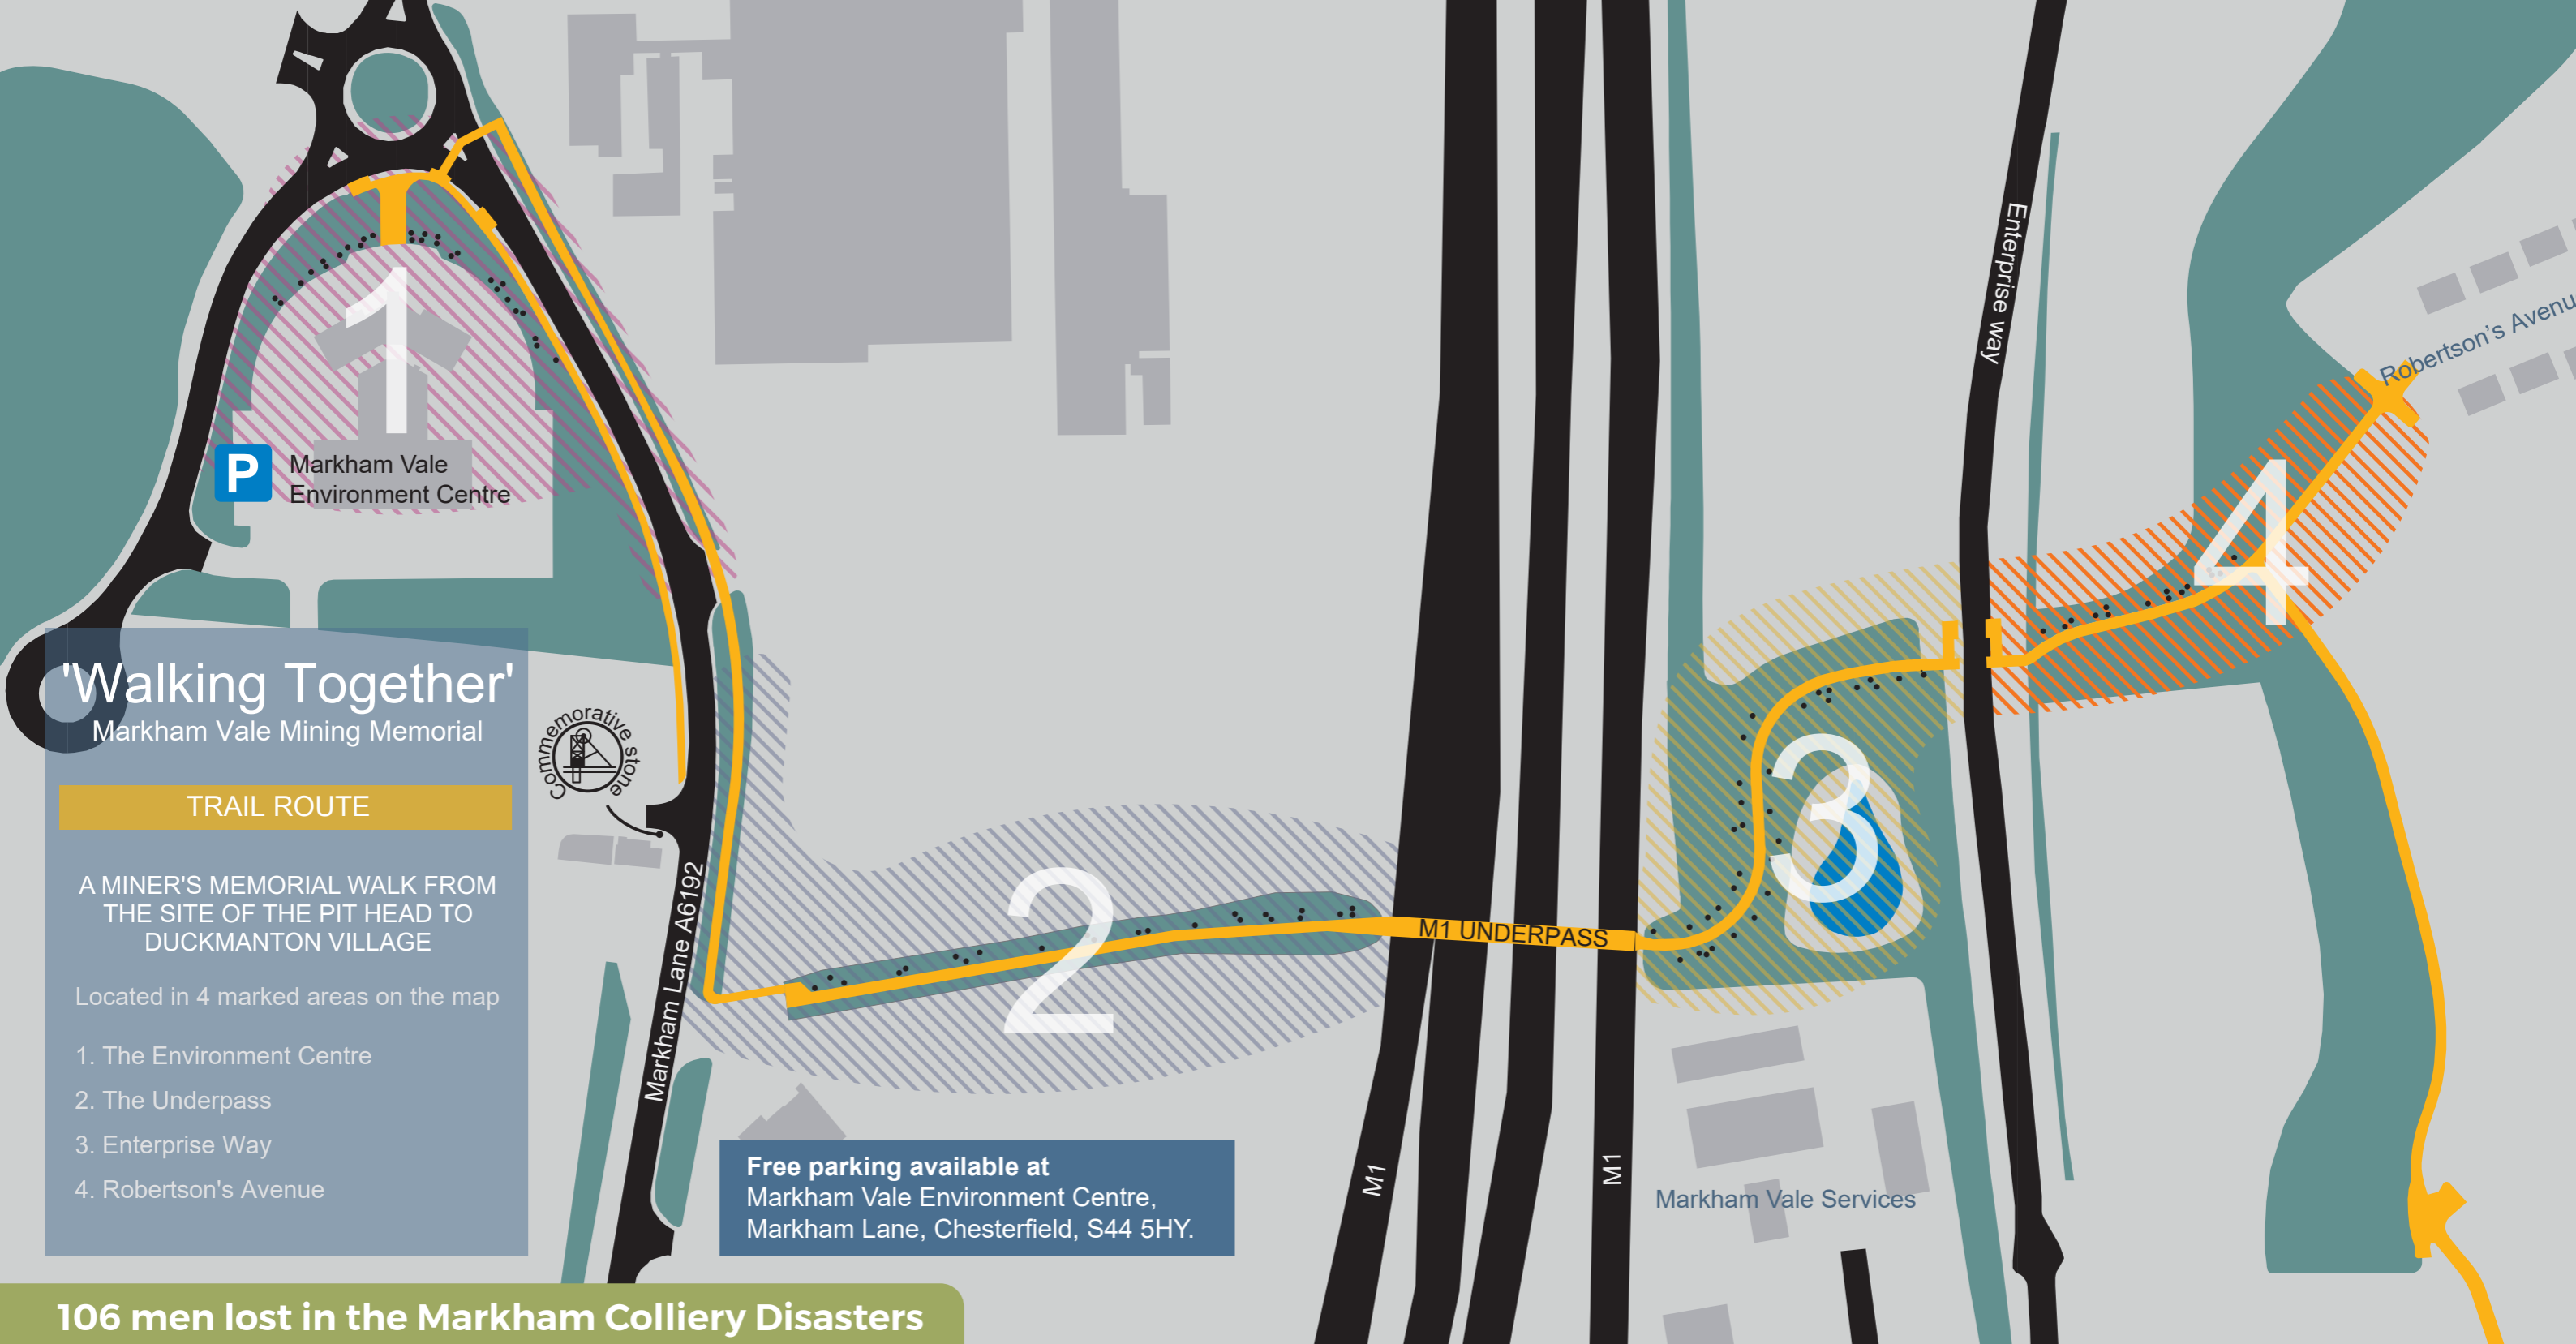 1
P
Markham Vale
Environment Centre
'Walking Together'
Markham Vale Mining Memorial
TRAIL ROUTE
A MINER'S MEMORIAL WALK FROM
THE SITE OF THE PIT HEAD TO
DUCKMANTON VILLAGE
Located in 4 marked areas on the map
1. The Environment Centre
2. The Underpass
3. Enterprise Way
4. Robertson's Avenue
Commemorative stone
Markham Lane A6192
2
M1 UNDERPASS
M1
M1
3
Enterprise way
4
Robertson's Avenu
Markham Vale Services
Free parking available at
Markham Vale Environment Centre,
Markham Lane, Chesterfield, S44 5HY.
106 men lost in the Markham Colliery Disasters